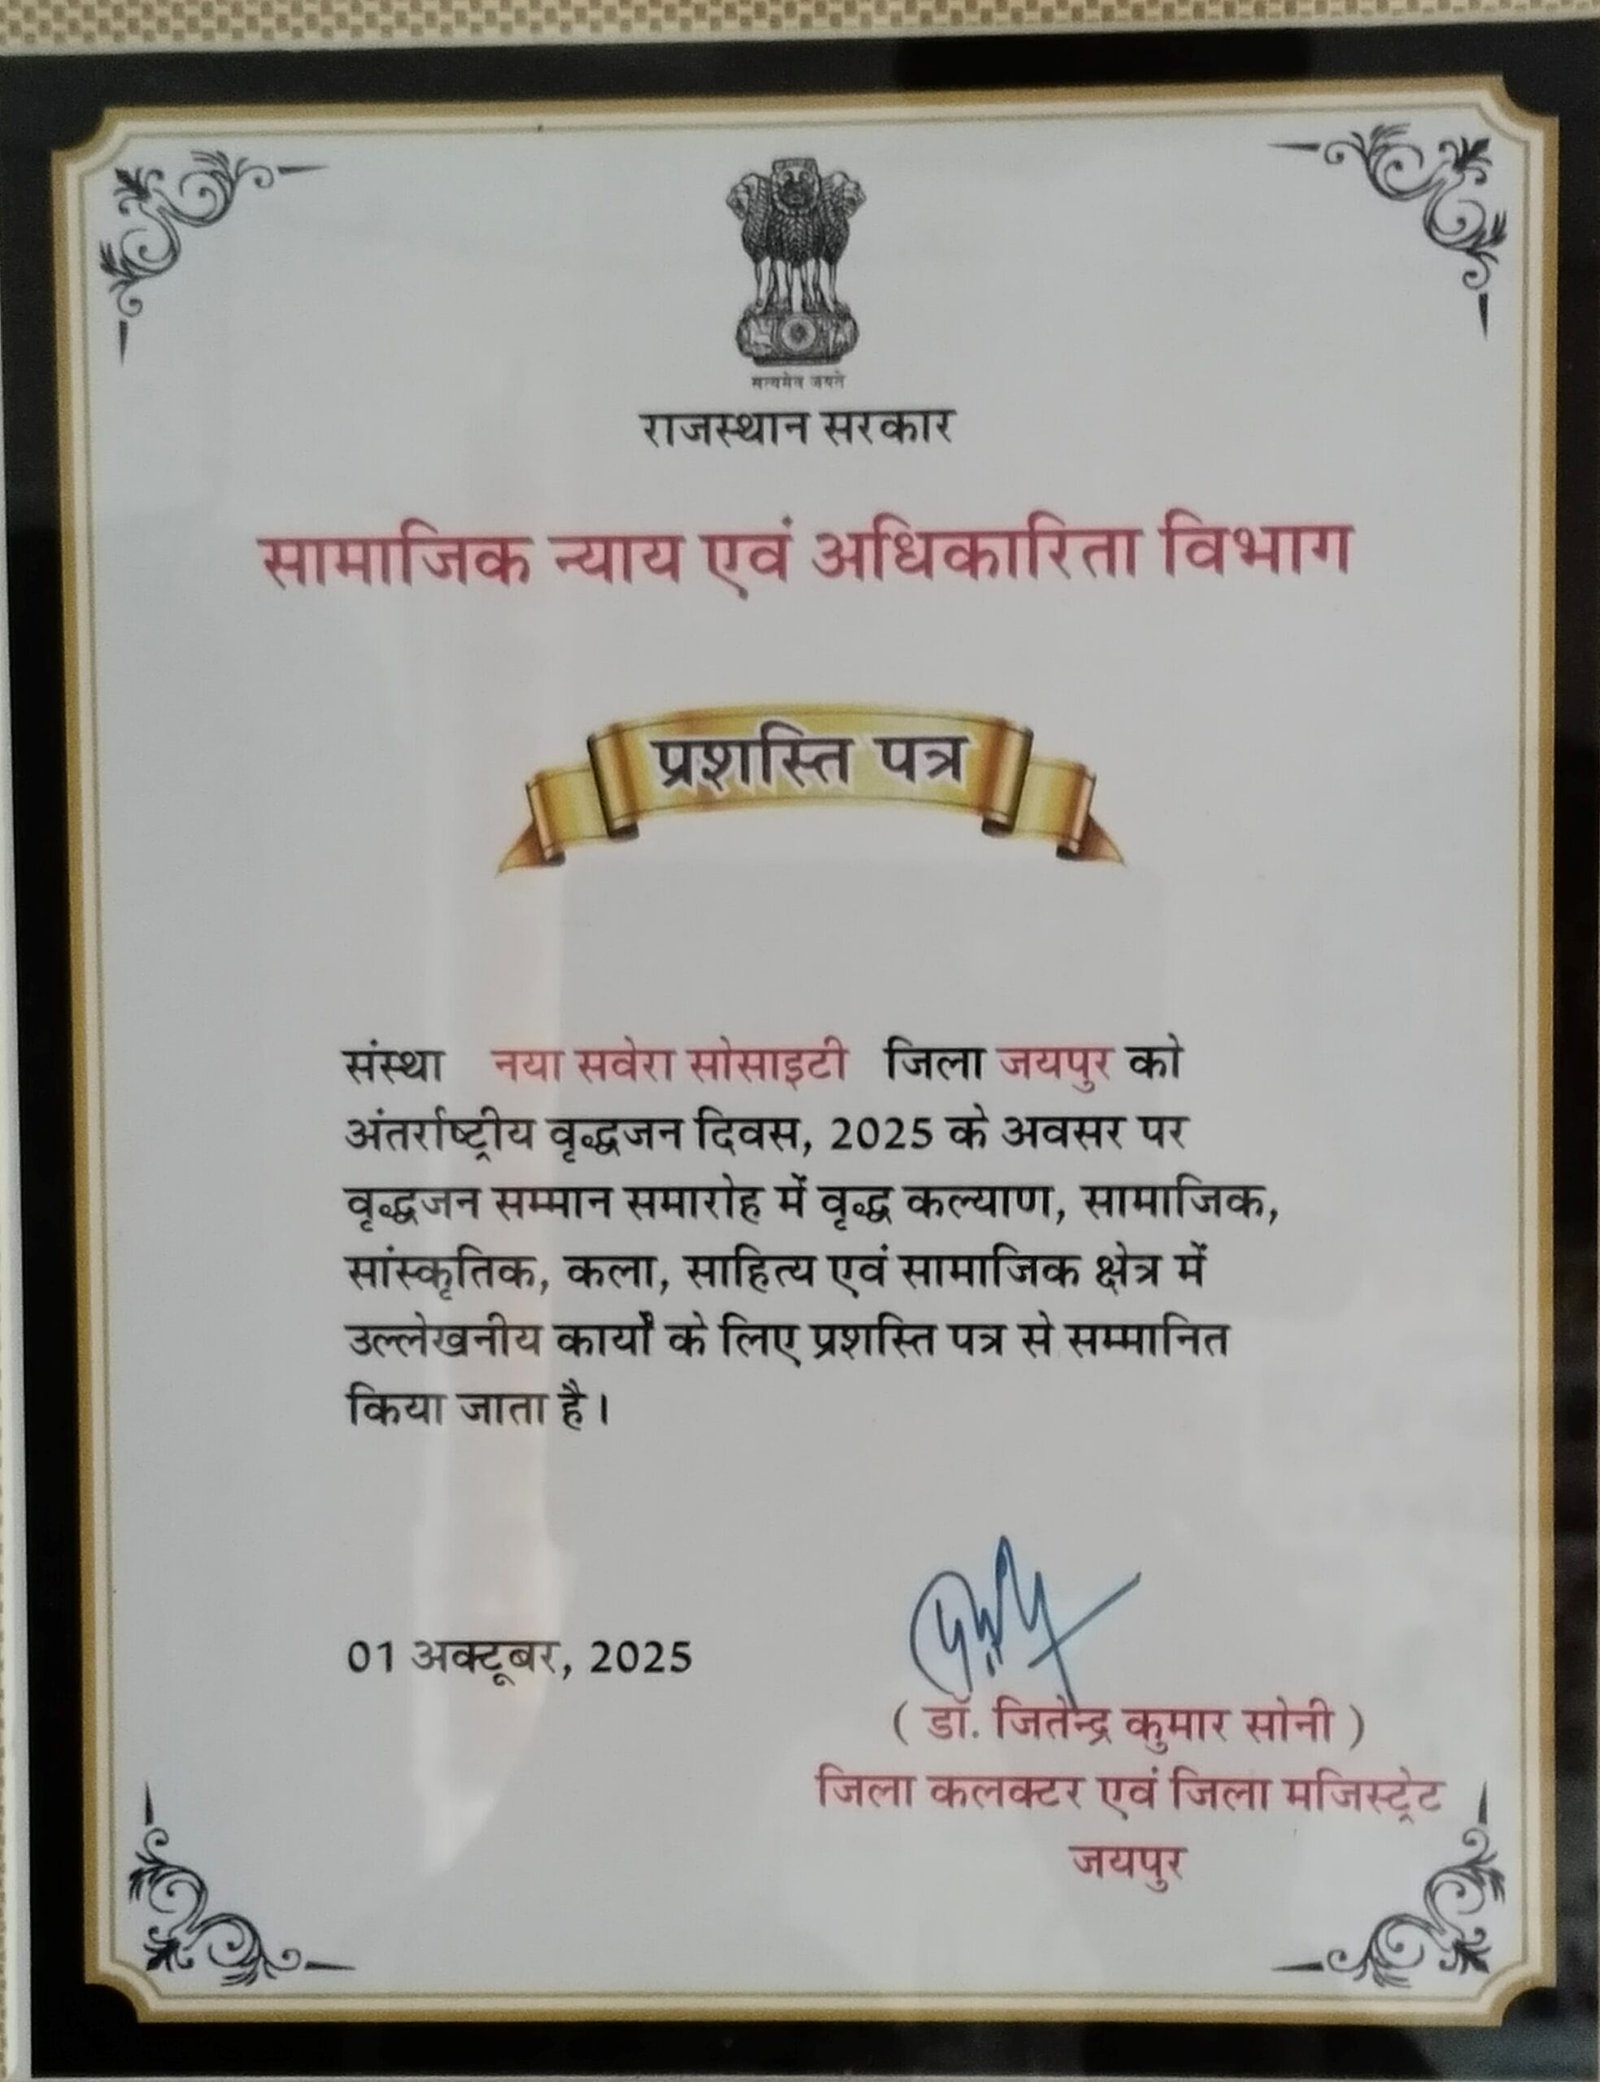 सत्यमेव जयते
राजस्थान सरकार
सामाजिक न्याय एवं अधिकारिता विभाग
प्रशस्ति पत्र
संस्था नया सवेरा सोसाइटी जिला जयपुर को
अंतर्राष्ट्रीय वृद्धजन दिवस, 2025 के अवसर पर
वृद्धजन सम्मान समारोह में वृद्ध कल्याण, सामाजिक,
सांस्कृतिक, कला, साहित्य एवं सामाजिक क्षेत्र में
उल्लेखनीय कार्यों के लिए प्रशस्ति पत्र से सम्मानित
किया जाता है।
01 अक्टूबर, 2025
( डॉ. जितेन्द्र कुमार सोनी )
जिला कलक्टर एवं जिला मजिस्ट्रेट
जयपुर